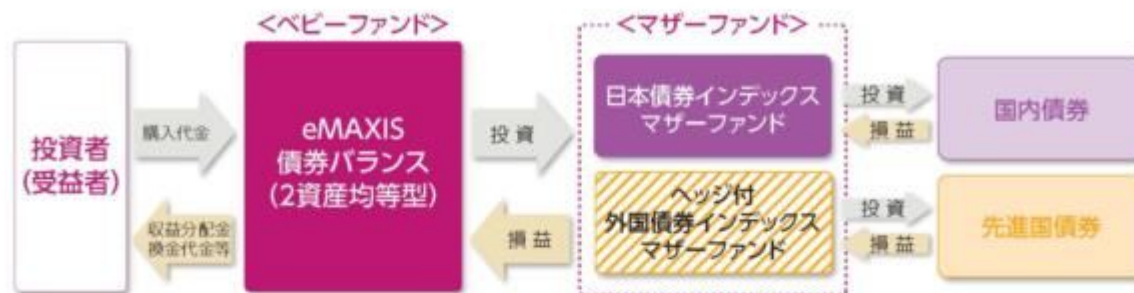 <ベビーファンド>
<マザーファンド>
投資者
(受益者)
購入代金
収益分配金
換金代金等
eMAXIS
債券バランス
(2資産均等型)
投資
損益
日本債券インデックス
マザーファンド
ヘッジ付
外国債券インデックス
マザーファンド
投資
損益
投資
損益
国内債券
先進国債券